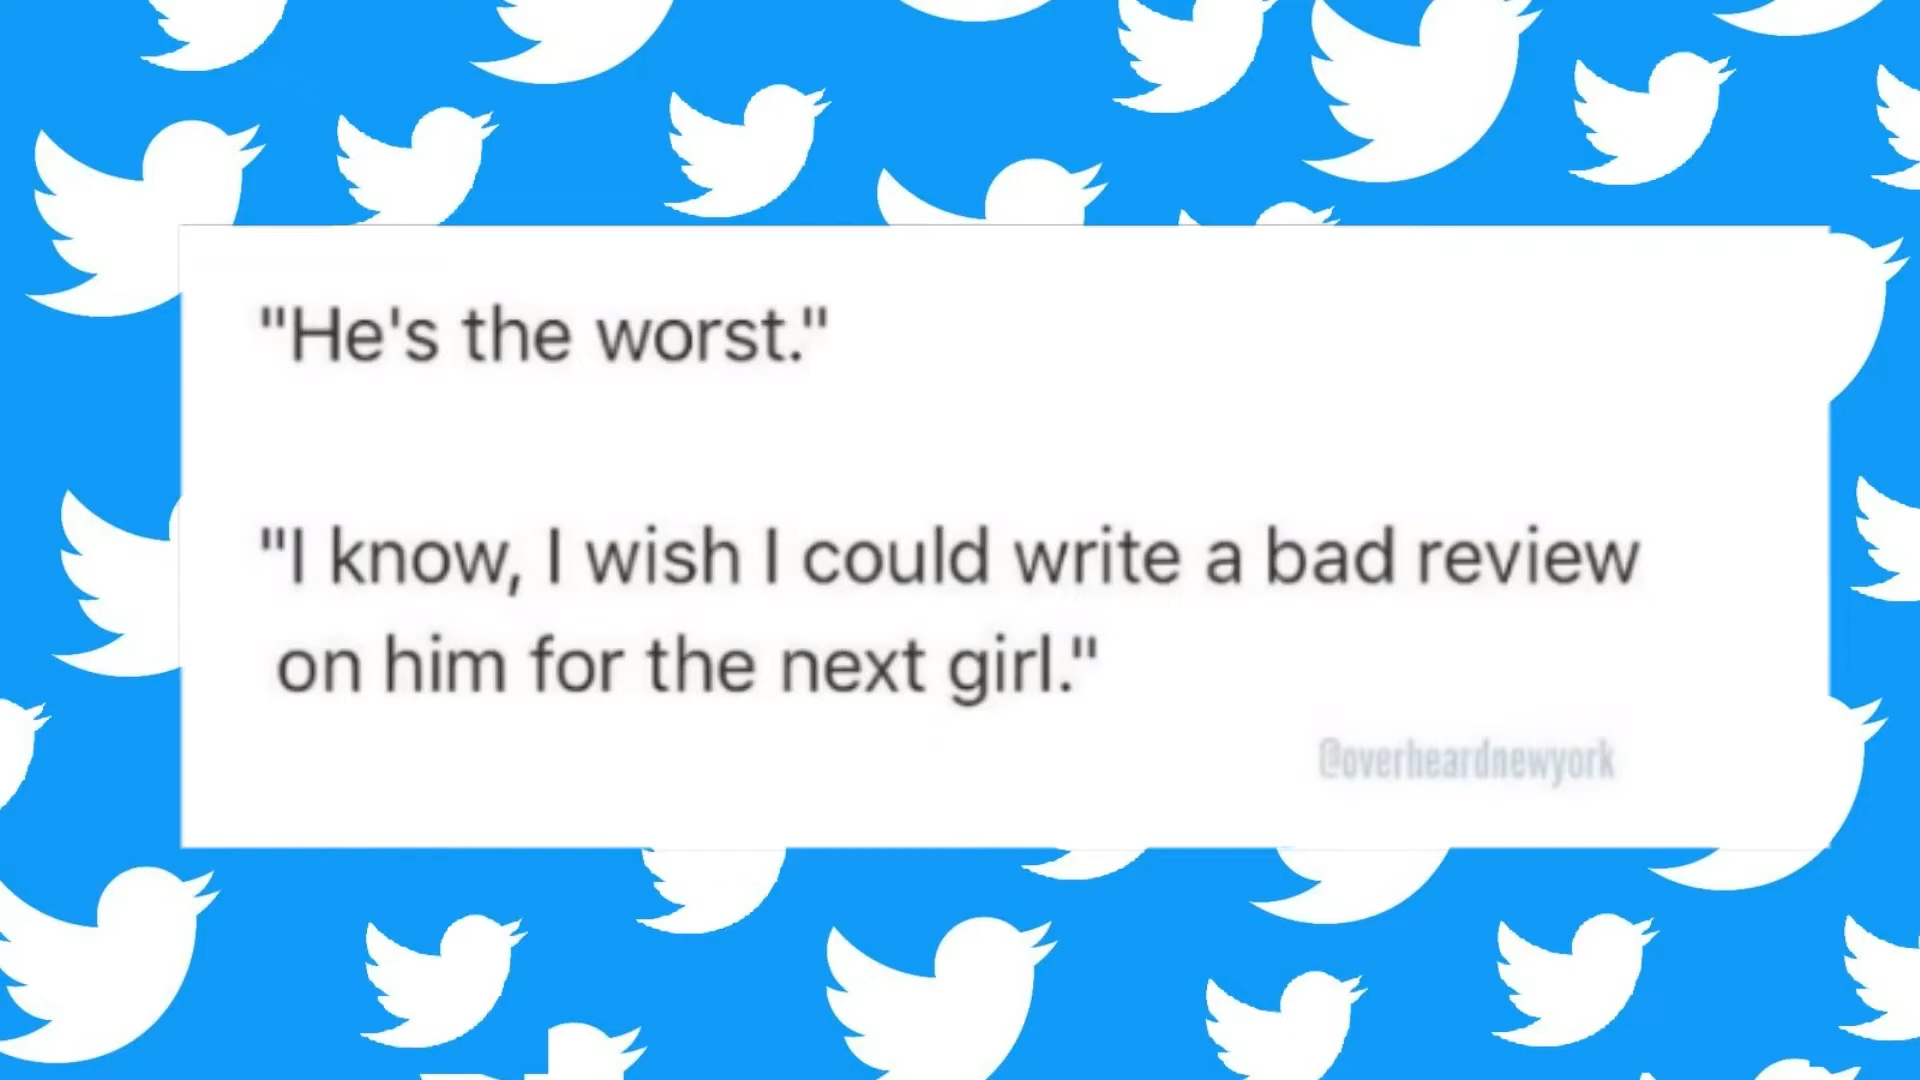 "He's the worst."
"I know, I wish I could write a bad review
on him for the next girl."
@overheardnewyork